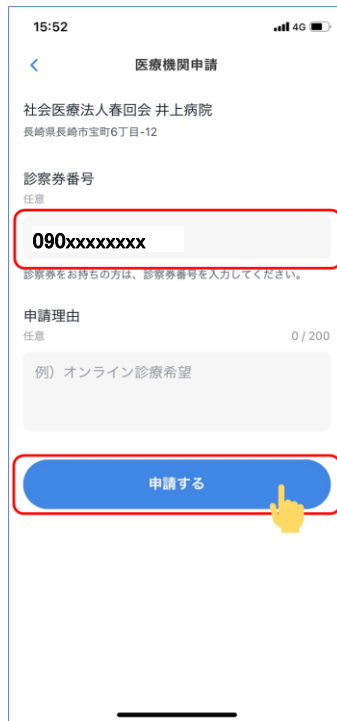 15:52
4G
医療機関申請
社会医療法人春回会 井上病院
長崎県長崎市宝町6丁目-12
診察券番号
任意
090xxxxxxxx
診察券をお持ちの方は、診察券番号を入力してください。
申請理由
任意 0 / 200
例）オンライン診療希望
申請する